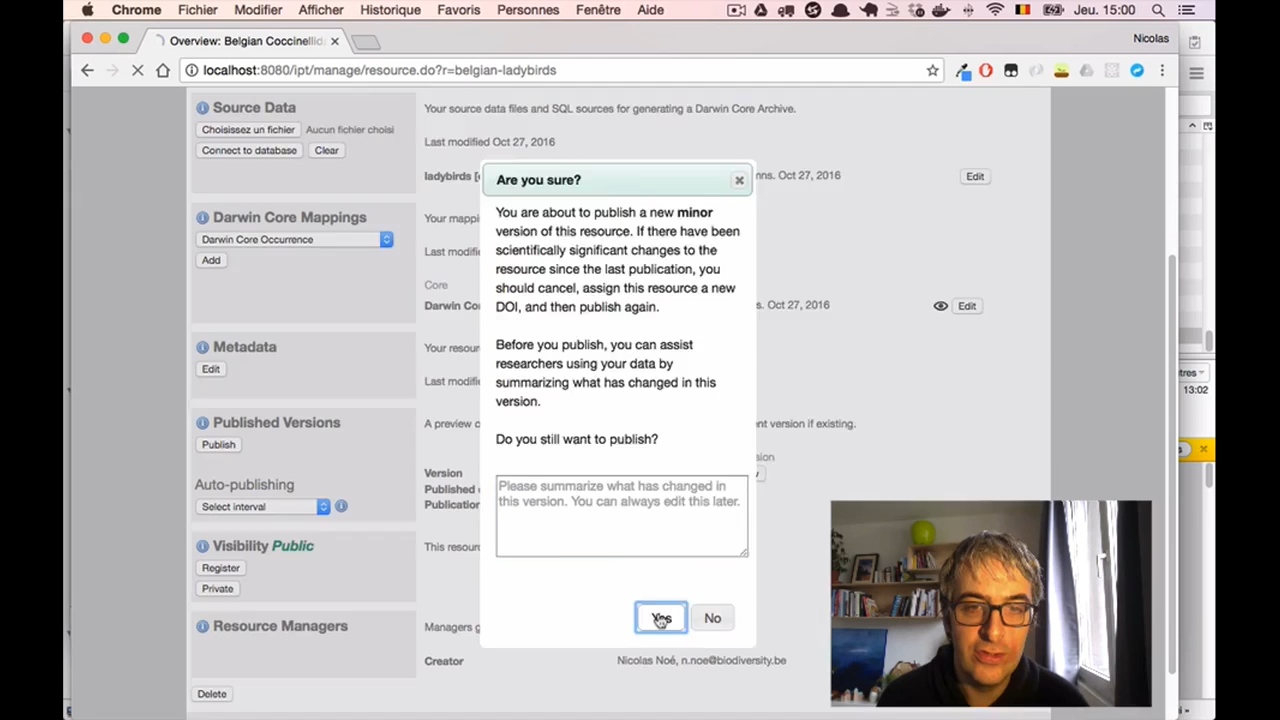 Chrome Fichier Modifier Afficher Historique Favoris Personnes Fenêtre Aide Jeu. 15:00
Overview: Belgian Coccinellid
Nicolas
localhost:8080/ipt/manage/resource.do?r=belgian-ladybirds
Source Data
Your source data files and SQL sources for generating a Darwin Core Archive.
Choisissez un fichier Aucun fichier choisi
Last modified Oct 27, 2016
Connect to database Clear
ladybirds
Oct 27, 2016
Edit
Darwin Core Mappings
Your
Darwin Core Occurrence
Last
Add
Core
Darwin
Oct 27, 2016
Edit
Metadata
Your
Edit
Last
Published Versions
A preview
version if existing.
Publish
Version
Published
Auto-publishing
Select interval
Visibility Public
This
Register
Private
Resource Managers
Managers
Creator
Nicolas Noé, n.noe@biodiversity.be
Delete
Are you sure?
You are about to publish a new minor
version of this resource. If there have been
scientifically significant changes to the
resource since the last publication, you
should cancel, assign this resource a new
DOI, and then publish again.
Before you publish, you can assist
researchers using your data by
summarizing what has changed in this
version.
Do you still want to publish?
Please summarize what has changed in
this version. You can always edit this later.
Yes No
13:02